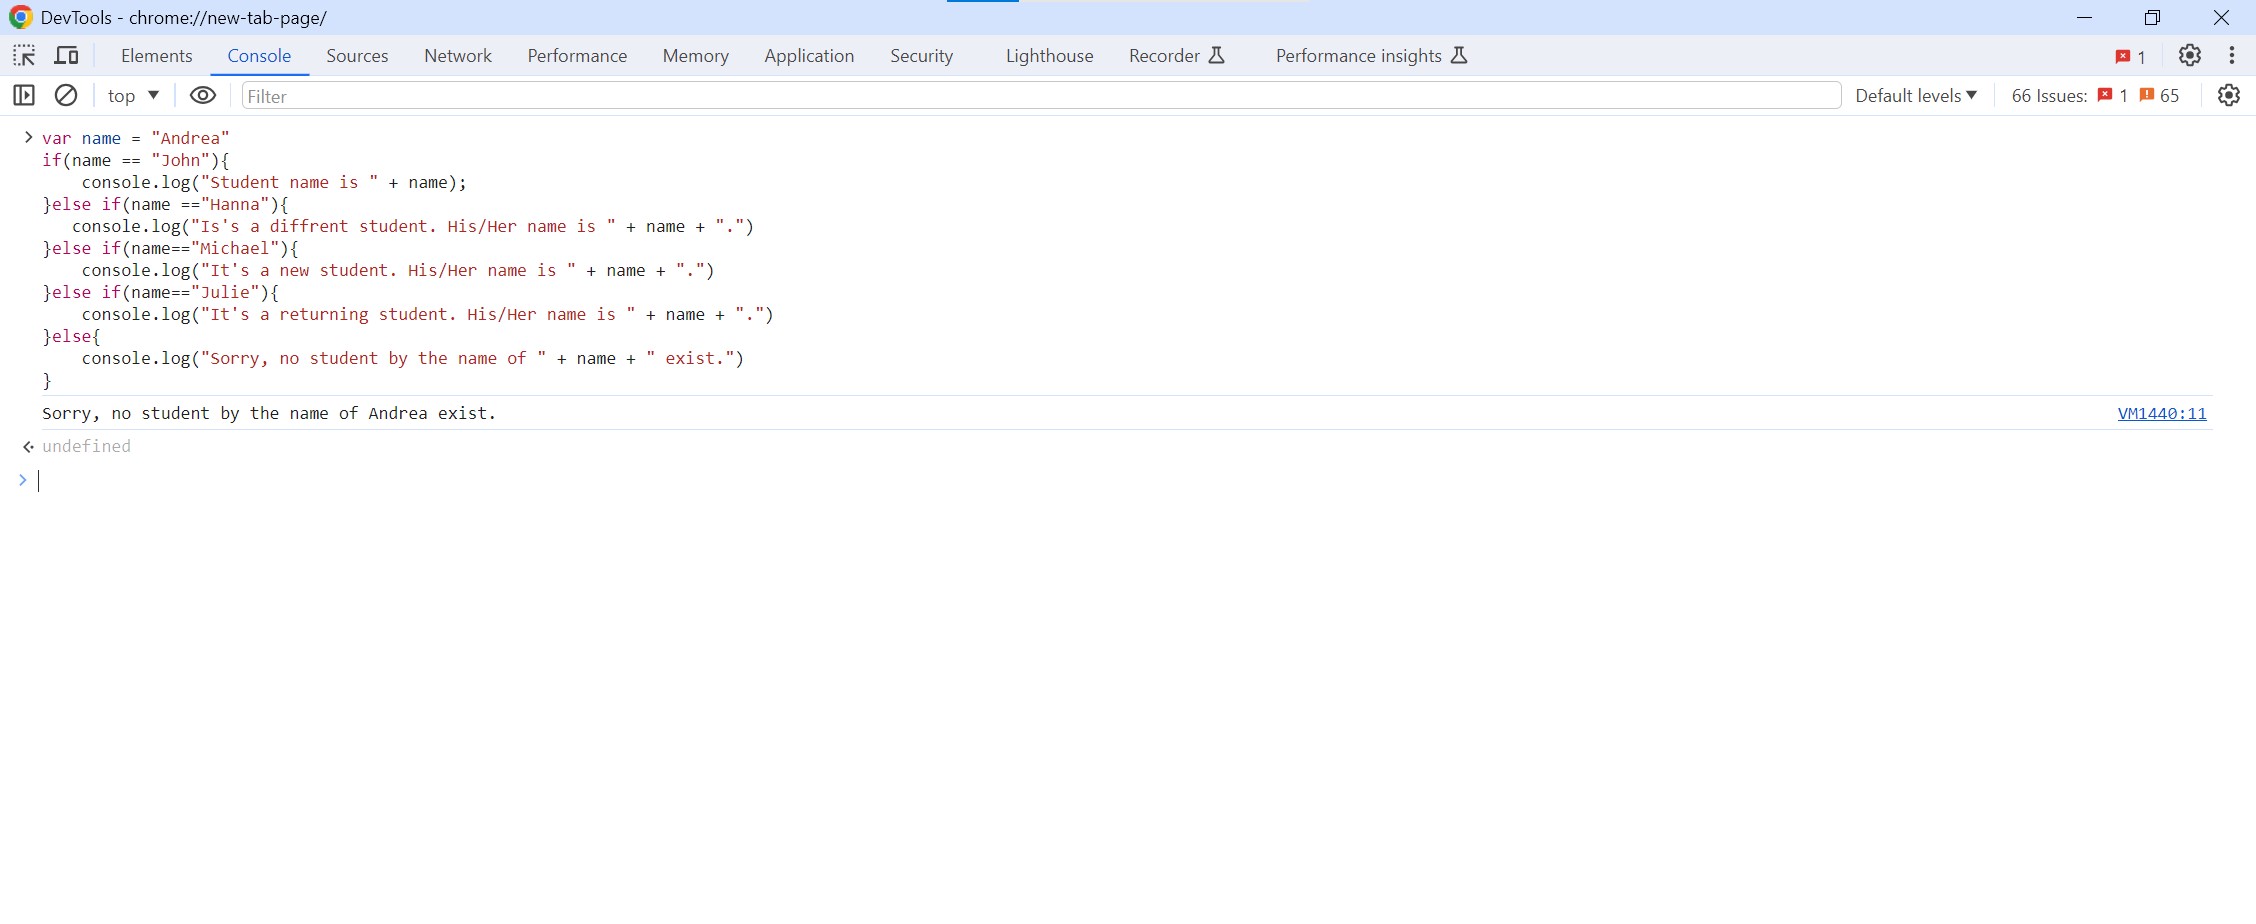 DevTools - chrome://new-tab-page/
Elements Console Sources Network Performance Memory Application Security Lighthouse Recorder Performance insights 1
top Filter Default levels 66 Issues: 1 65
var name = "Andrea"
if(name == "John"){
    console.log("Student name is " + name);
}else if(name =="Hanna"){
   console.log("Is's a diffrent student. His/Her name is " + name + ".")
}else if(name=="Michael"){
    console.log("It's a new student. His/Her name is " + name + ".")
}else if(name=="Julie"){
    console.log("It's a returning student. His/Her name is " + name + ".")
}else{
    console.log("Sorry, no student by the name of " + name + " exist.")
}
Sorry, no student by the name of Andrea exist. VM1440:11
undefined